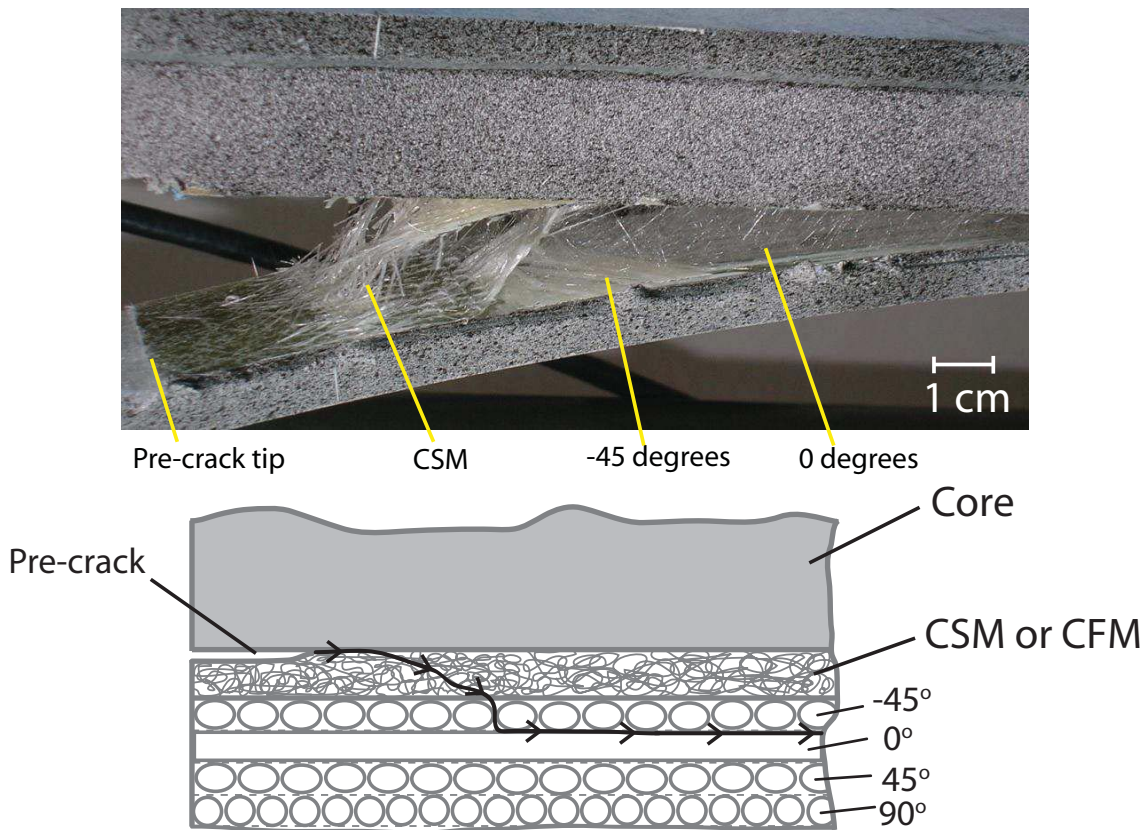 1 cm
Pre-crack tip
CSM
-45 degrees
0 degrees
Core
Pre-crack
CSM or CFM
-45º
0º
45º
90º